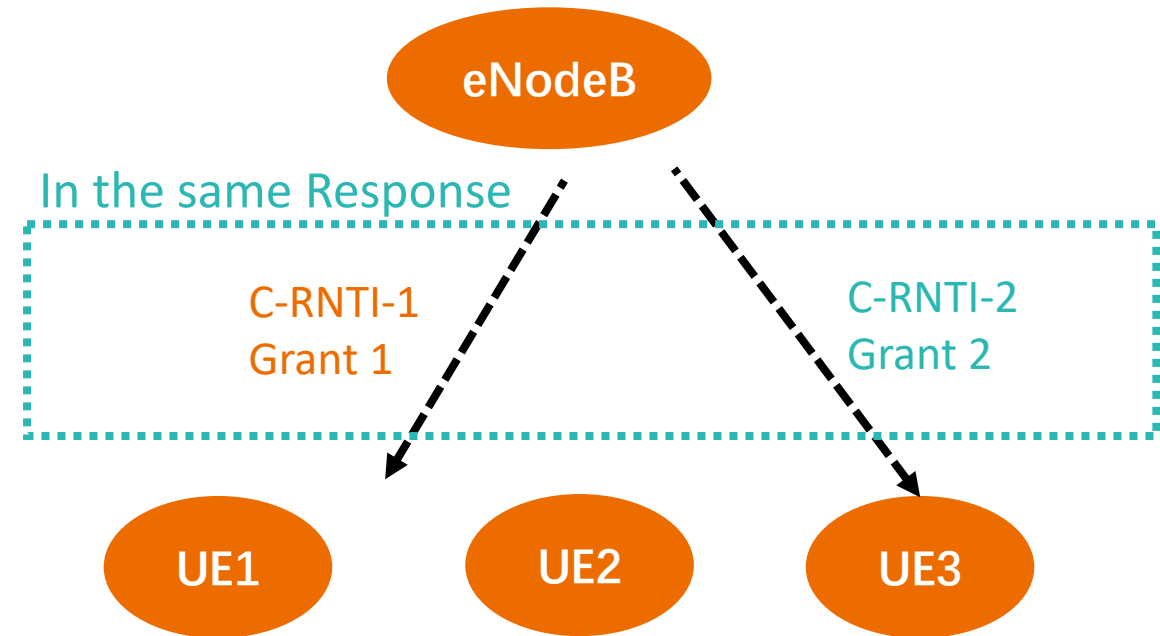 eNodeB
In the same Response
C-RNTI-1
Grant 1
C-RNTI-2
Grant 2
UE1
UE2
UE3